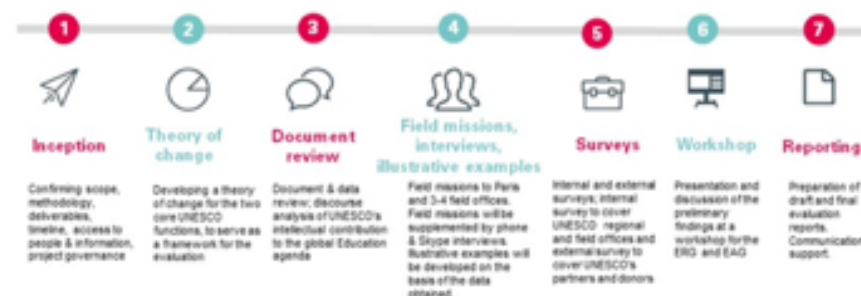 1
2
3
4
5
6
7
Inception
Theory of
change
Document
review
Field missions,
interviews,
illustrative examples
Surveys
Workshop
Reporting
Confirming scope,
methodology,
deliverables,
timeline, access to
people & information,
project governance
Developing a theory
of change for the two
core UNESCO
functions, to serve as
a framework for the
evaluation
Document & data
review; discourse
analysis of UNESCO's
intellectual contribution
to the global Education
agenda
Field missions to Paris
and 3-4 field offices.
Field missions will be
supplemented by phone
& Skype interviews.
Illustrative examples will
be developed on the
basis of the data
obtained
Internal and external
surveys; internal
survey to cover
UNESCO regional
and field offices and
external survey to
cover UNESCO's
partners and donors
Presentation and
discussion of the
preliminary
findings at a
workshop for the
ERG and EAG
Preparation of
draft and final
evaluation
reports.
Communication
support.